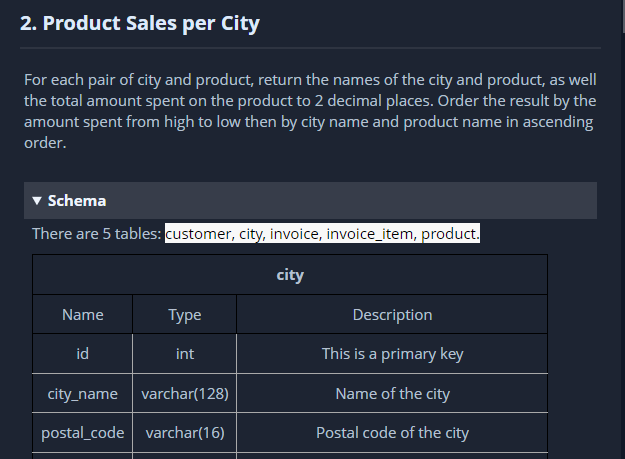 2. Product Sales per City
For each pair of city and product, return the names of the city and product, as well
the total amount spent on the product to 2 decimal places. Order the result by the
amount spent from high to low then by city name and product name in ascending
order.
▼ Schema
There are 5 tables: customer, city, invoice, invoice_item, product.
city
Name Type Description
id int This is a primary key
city_name varchar(128) Name of the city
postal_code varchar(16) Postal code of the city